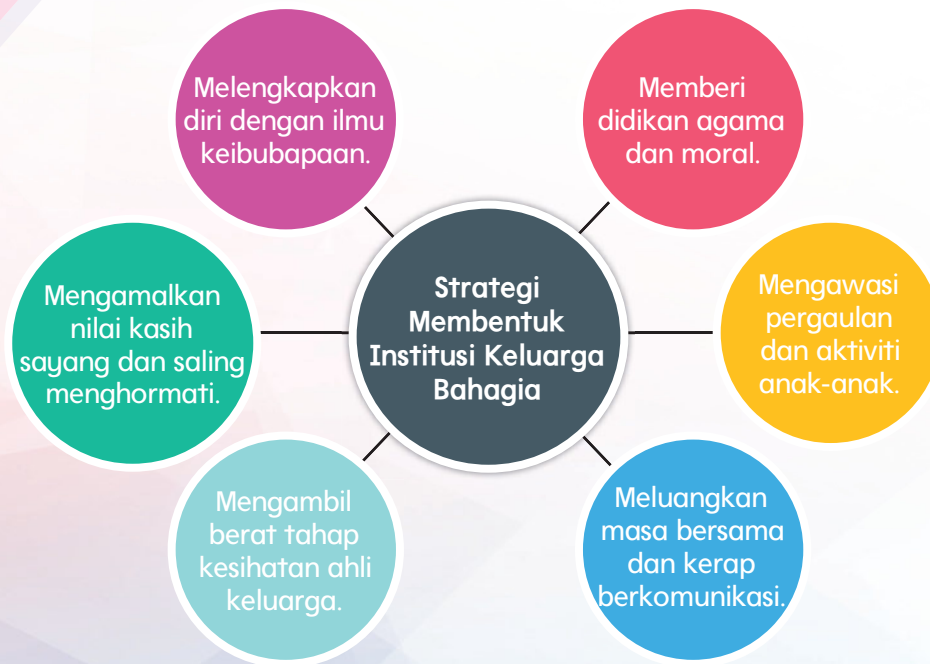 Melengkapkan
diri dengan ilmu
keibubapaan.
Memberi
didikan agama
dan moral.
Mengamalkan
nilai kasih
sayang dan saling
menghormati.
Strategi
Membentuk
Institusi Keluarga
Bahagia
Mengawasi
pergaulan
dan aktiviti
anak-anak.
Mengambil
berat tahap
kesihatan ahli
keluarga.
Meluangkan
masa bersama
dan kerap
berkomunikasi.